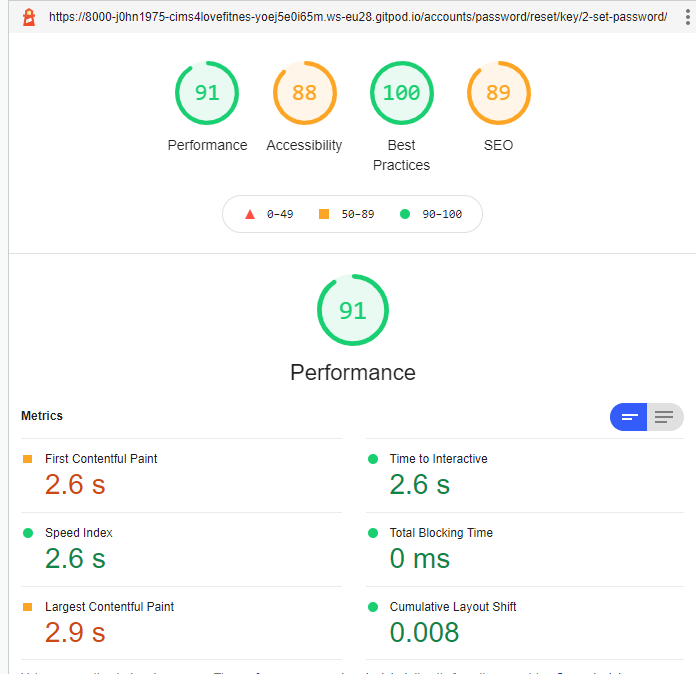 https://8000-j0hn1975-cims4lovefitnes-yoej5e0i65m.ws-eu28.gitpod.io/accounts/password/reset/key/2-set-password/
91 88 100 89
Performance Accessibility Best Practices SEO
0–49 50–89 90–100
91
Performance
Metrics
First Contentful Paint
2.6 s
Time to Interactive
2.6 s
Speed Index
2.6 s
Total Blocking Time
0 ms
Largest Contentful Paint
2.9 s
Cumulative Layout Shift
0.008